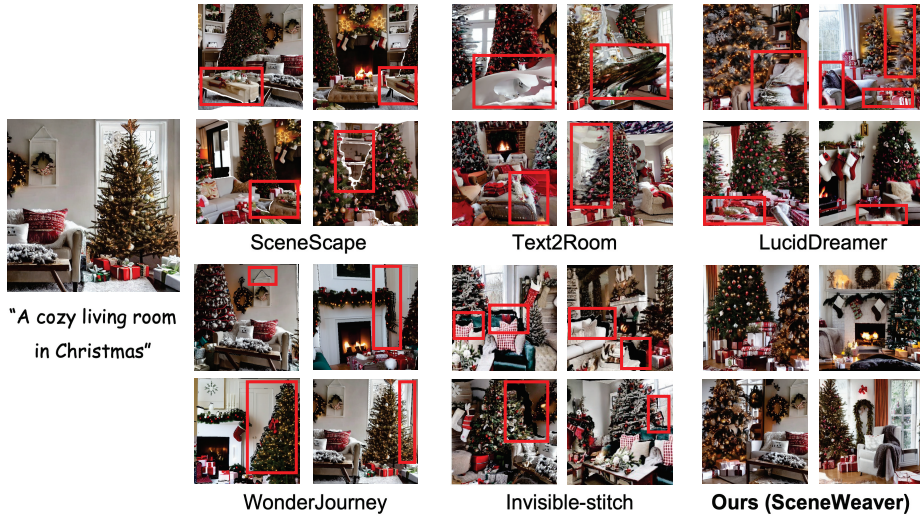 SceneScape
Text2Room
LucidDreamer
“A cozy living room
in Christmas”
WonderJourney
Invisible-stitch
Ours (SceneWeaver)